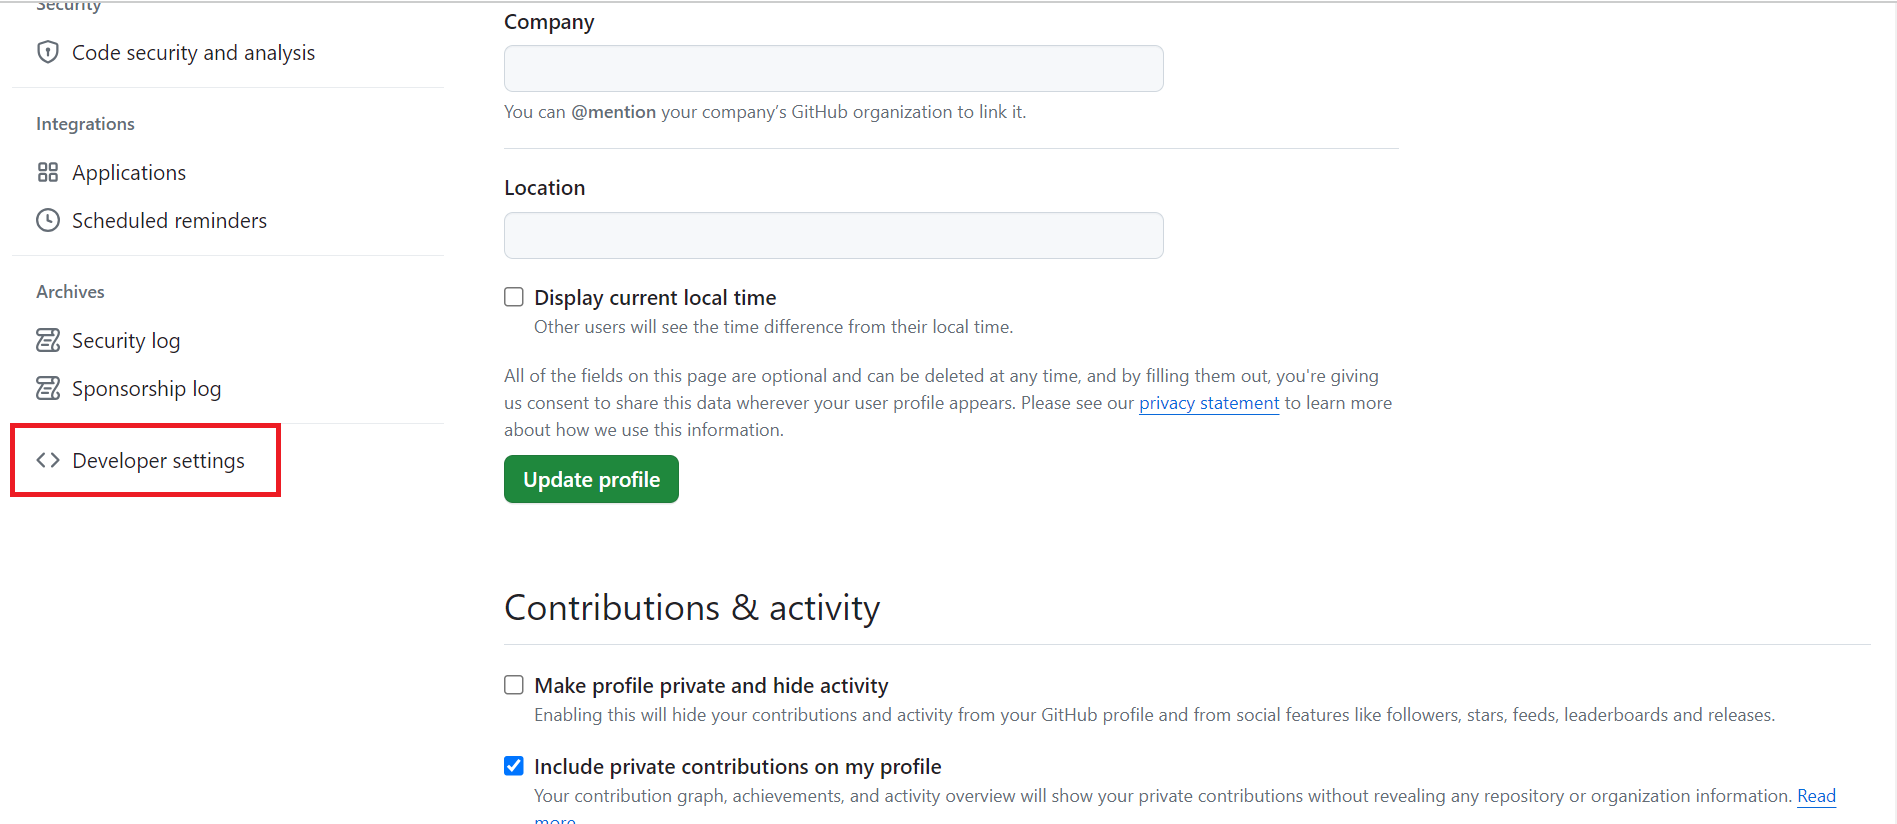 Security
Code security and analysis
Integrations
Applications
Scheduled reminders
Archives
Security log
Sponsorship log
Developer settings
Company
You can @mention your company’s GitHub organization to link it.
Location
Display current local time
Other users will see the time difference from their local time.
All of the fields on this page are optional and can be deleted at any time, and by filling them out, you're giving
us consent to share this data wherever your user profile appears. Please see our privacy statement to learn more
about how we use this information.
Update profile
Contributions & activity
Make profile private and hide activity
Enabling this will hide your contributions and activity from your GitHub profile and from social features like followers, stars, feeds, leaderboards and releases.
Include private contributions on my profile
Your contribution graph, achievements, and activity overview will show your private contributions without revealing any repository or organization information. Read
more